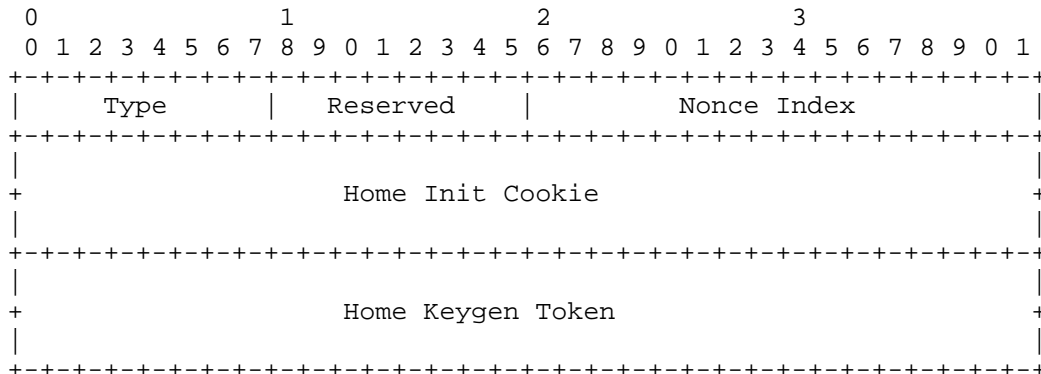 0                   1                   2                   3
 0 1 2 3 4 5 6 7 8 9 0 1 2 3 4 5 6 7 8 9 0 1 2 3 4 5 6 7 8 9 0 1
+-+-+-+-+-+-+-+-+-+-+-+-+-+-+-+-+-+-+-+-+-+-+-+-+-+-+-+-+-+-+-+-+
|     Type      |   Reserved    |         Nonce Index           |
+-+-+-+-+-+-+-+-+-+-+-+-+-+-+-+-+-+-+-+-+-+-+-+-+-+-+-+-+-+-+-+-+
|                                                               |
+                    Home Init Cookie                           +
|                                                               |
+-+-+-+-+-+-+-+-+-+-+-+-+-+-+-+-+-+-+-+-+-+-+-+-+-+-+-+-+-+-+-+-+
|                                                               |
+                    Home Keygen Token                          +
|                                                               |
+-+-+-+-+-+-+-+-+-+-+-+-+-+-+-+-+-+-+-+-+-+-+-+-+-+-+-+-+-+-+-+-+